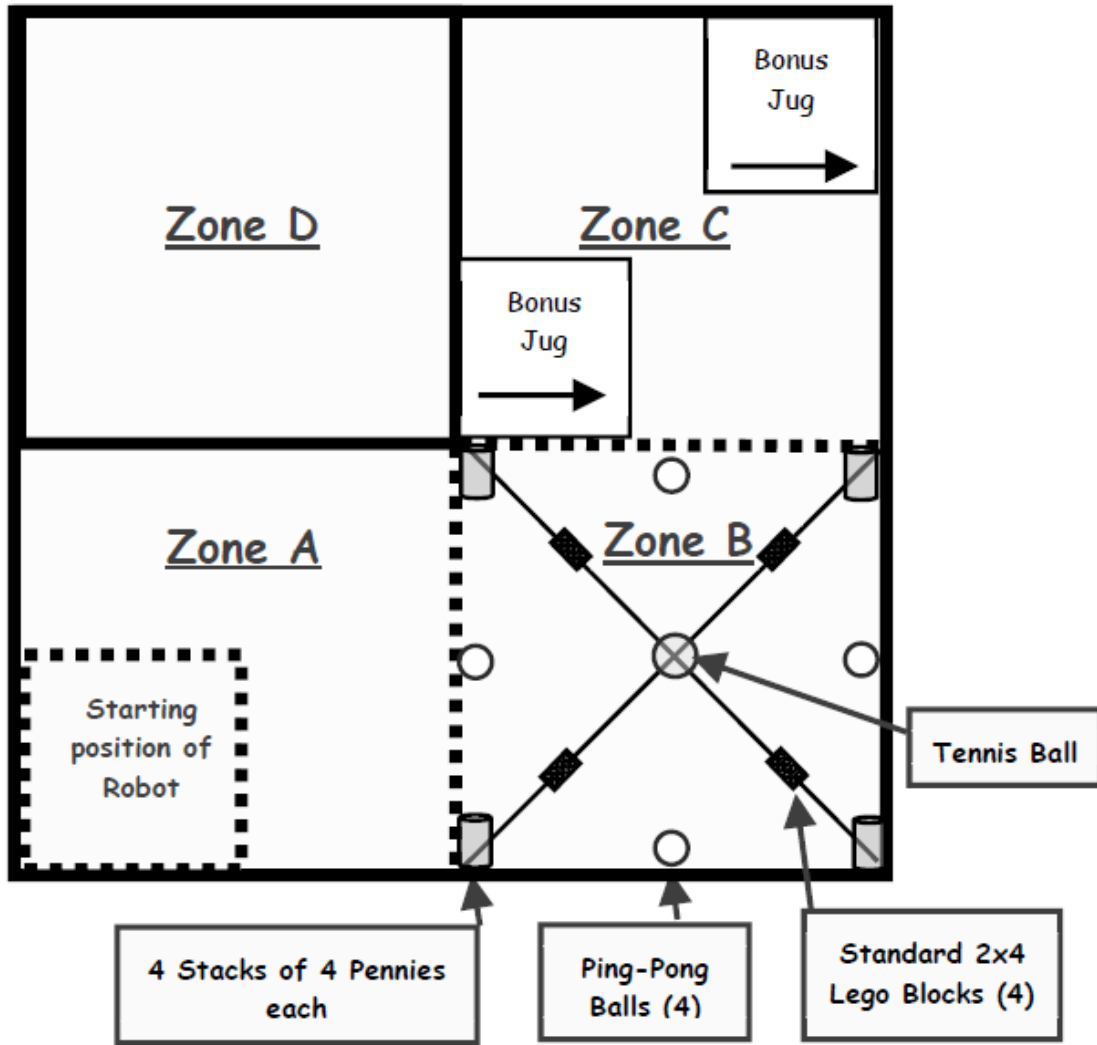 Bonus
Jug
Zone D
Zone C
Bonus
Jug
Zone A
Zone B
Starting
position of
Robot
Tennis Ball
4 Stacks of 4 Pennies
each
Ping-Pong
Balls (4)
Standard 2x4
Lego Blocks (4)